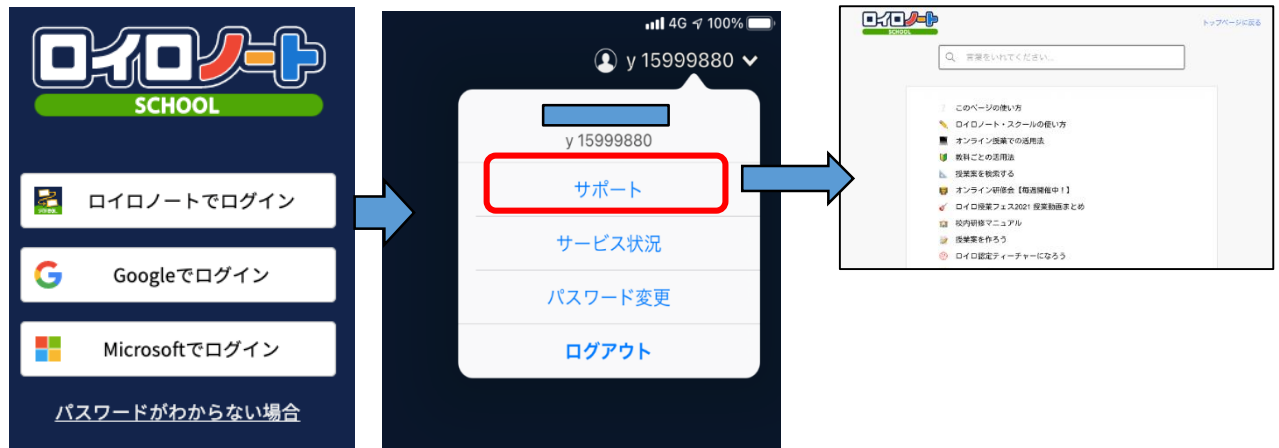 ロイロノート
SCHOOL
ロイロノートでログイン
Googleでログイン
Microsoftでログイン
パスワードがわからない場合
4G 100%
y 15999880
y 15999880
サポート
サービス状況
パスワード変更
ログアウト
ロイロノート
SCHOOL
トップページに戻る
言葉をいれてください...
このページの使い方
ロイロノート・スクールの使い方
オンライン授業での活用法
教科ごとの活用法
授業案を検索する
オンライン研修会【毎週開催中!】
ロイロ授業フェス2021 授業動画まとめ
校内研修マニュアル
授業案を作ろう
ロイロ認定ティーチャーになろう